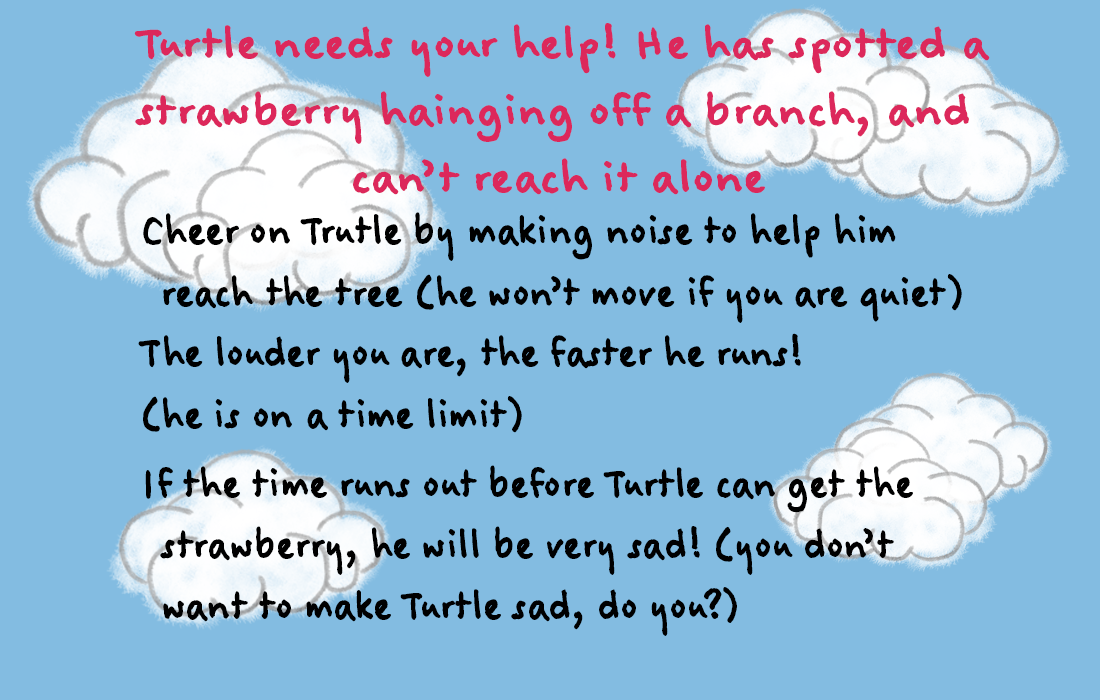 Turtle needs your help! He has spotted a
strawberry hainging off a branch, and
can't reach it alone
Cheer on Trutle by making noise to help him
reach the tree (he won't move if you are quiet)
The louder you are, the faster he runs!
(he is on a time limit)
If the time runs out before Turtle can get the
strawberry, he will be very sad! (you don't
want to make Turtle sad, do you?)